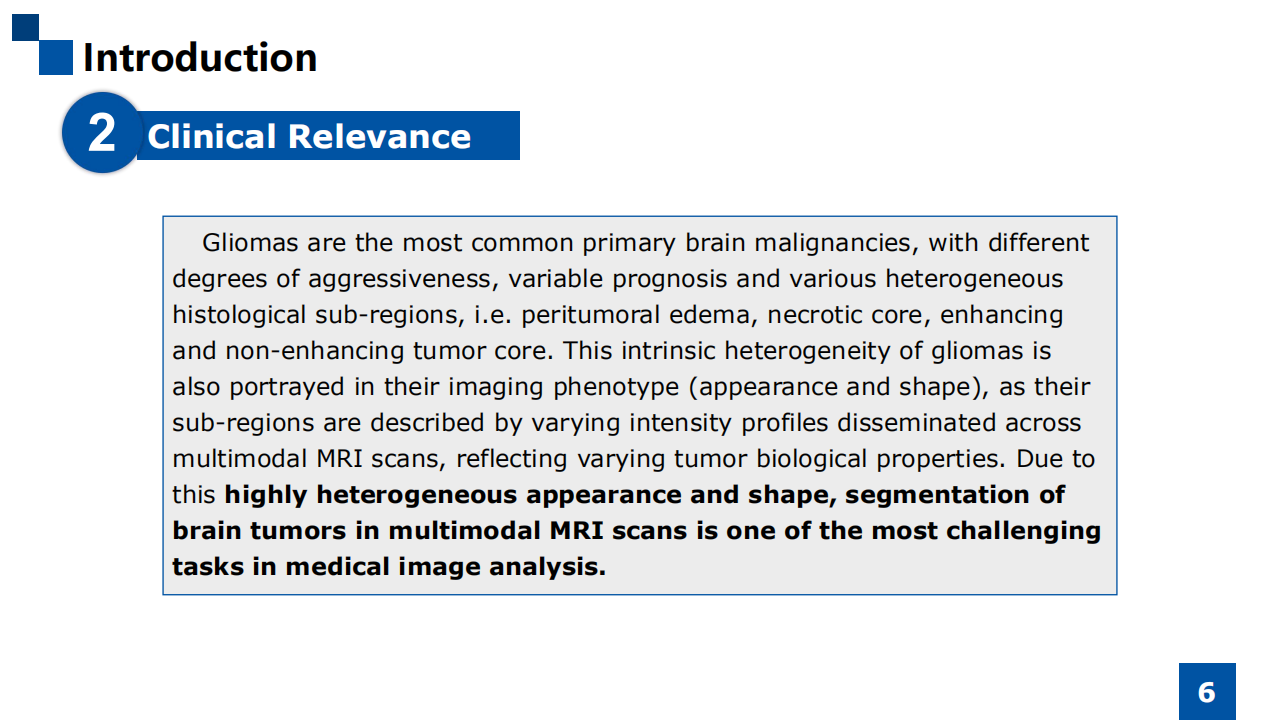 Introduction
2
Clinical Relevance
Gliomas are the most common primary brain malignancies, with different
degrees of aggressiveness, variable prognosis and various heterogeneous
histological sub-regions, i.e. peritumoral edema, necrotic core, enhancing
and non-enhancing tumor core. This intrinsic heterogeneity of gliomas is
also portrayed in their imaging phenotype (appearance and shape), as their
sub-regions are described by varying intensity profiles disseminated across
multimodal MRI scans, reflecting varying tumor biological properties. Due to
this highly heterogeneous appearance and shape, segmentation of
brain tumors in multimodal MRI scans is one of the most challenging
tasks in medical image analysis.
6